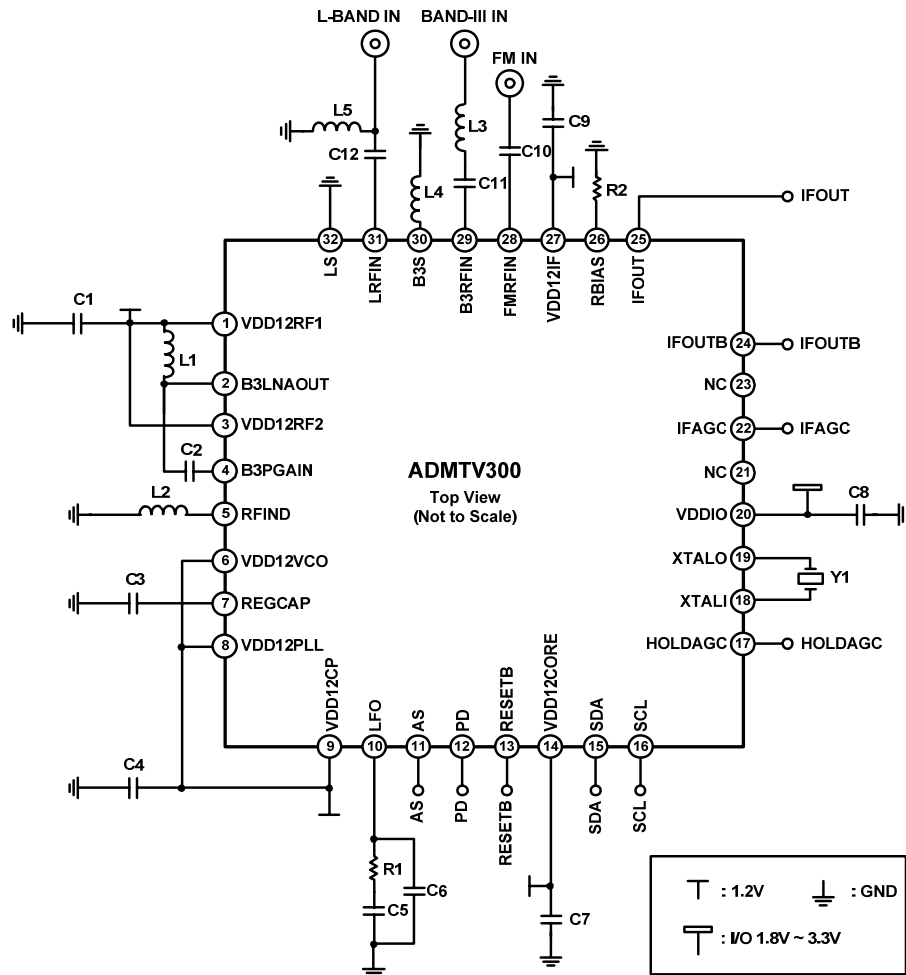 L-BAND IN
BAND-III IN
FM IN
L5
C12
L4
L3
C11
C10
C9
R2
IFOUT
32
31
30
29
28
27
26
25
LS
LRFIN
B3S
B3RFIN
FMRFIN
VDD12IF
RBIAS
IFOUT
C1
L1
C2
L2
C3
C4
1 VDD12RF1
2 B3LNAOUT
3 VDD12RF2
4 B3PGAIN
5 RFIND
6 VDD12VCO
7 REGCAP
8 VDD12PLL
ADMTV300
Top View
(Not to Scale)
IFOUTB 24 IFOUTB
NC 23
IFAGC 22 IFAGC
NC 21
VDDIO 20
C8
XTALO 19
Y1
XTALI 18
HOLDAGC 17 HOLDAGC
VDD12CP
LFO
AS
PD
RESETB
VDD12CORE
SDA
SCL
9
10
11
12
13
14
15
16
AS
PD
RESETB
SDA
SCL
R1
C5
C6
C7
: 1.2V
: GND
: I/O 1.8V ~ 3.3V